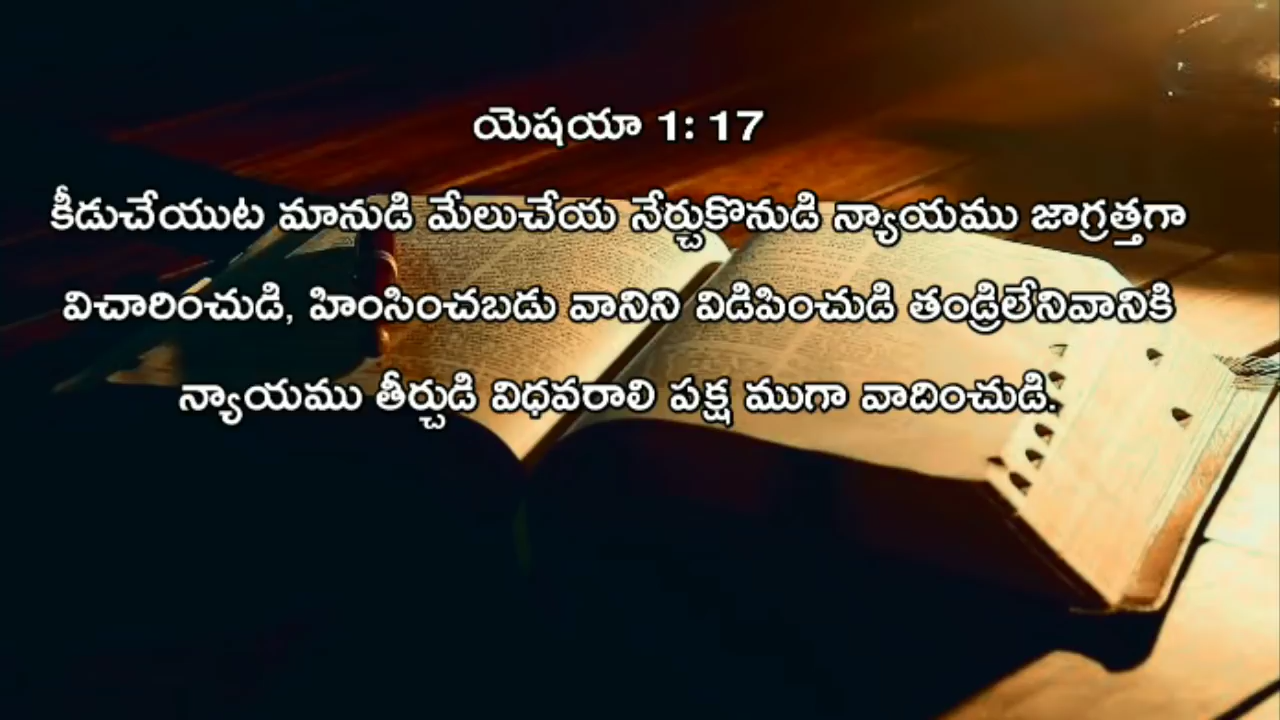 యెషయా 1: 17
కీడుచేయుట మానుడి మేలుచేయ నేర్చుకొనుడి న్యాయము జాగ్రత్తగా
విచారించుడి, హింసించబడు వానిని విడిపించుడి తండ్రిలేనివానికి
న్యాయము తీర్చుడి విధవరాలి పక్ష ముగా వాదించుడి.